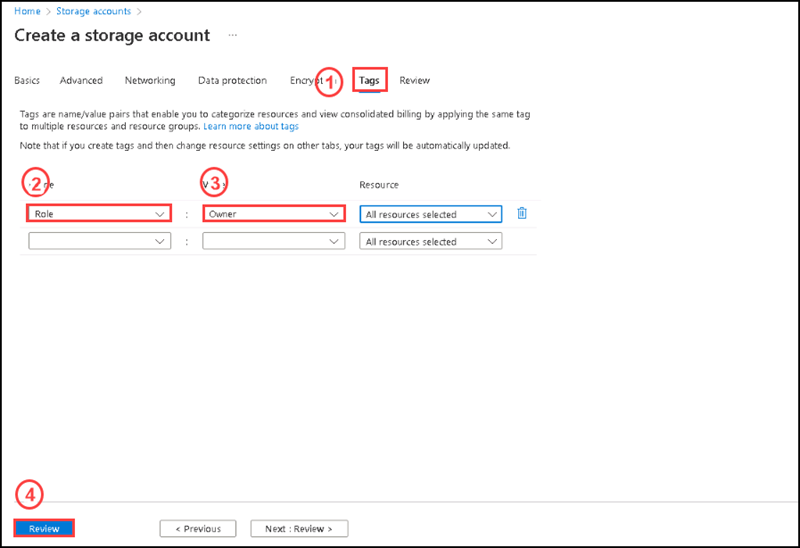 Home > Storage accounts >
Create a storage account ...
Basics Advanced Networking Data protection Encrypt 1 Tags Review
Tags are name/value pairs that enable you to categorize resources and view consolidated billing by applying the same tag
to multiple resources and resource groups. Learn more about tags
Note that if you create tags and then change resource settings on other tabs, your tags will be automatically updated.
2 3 Resource
Role : Owner All resources selected
: All resources selected
4
Review < Previous Next : Review >